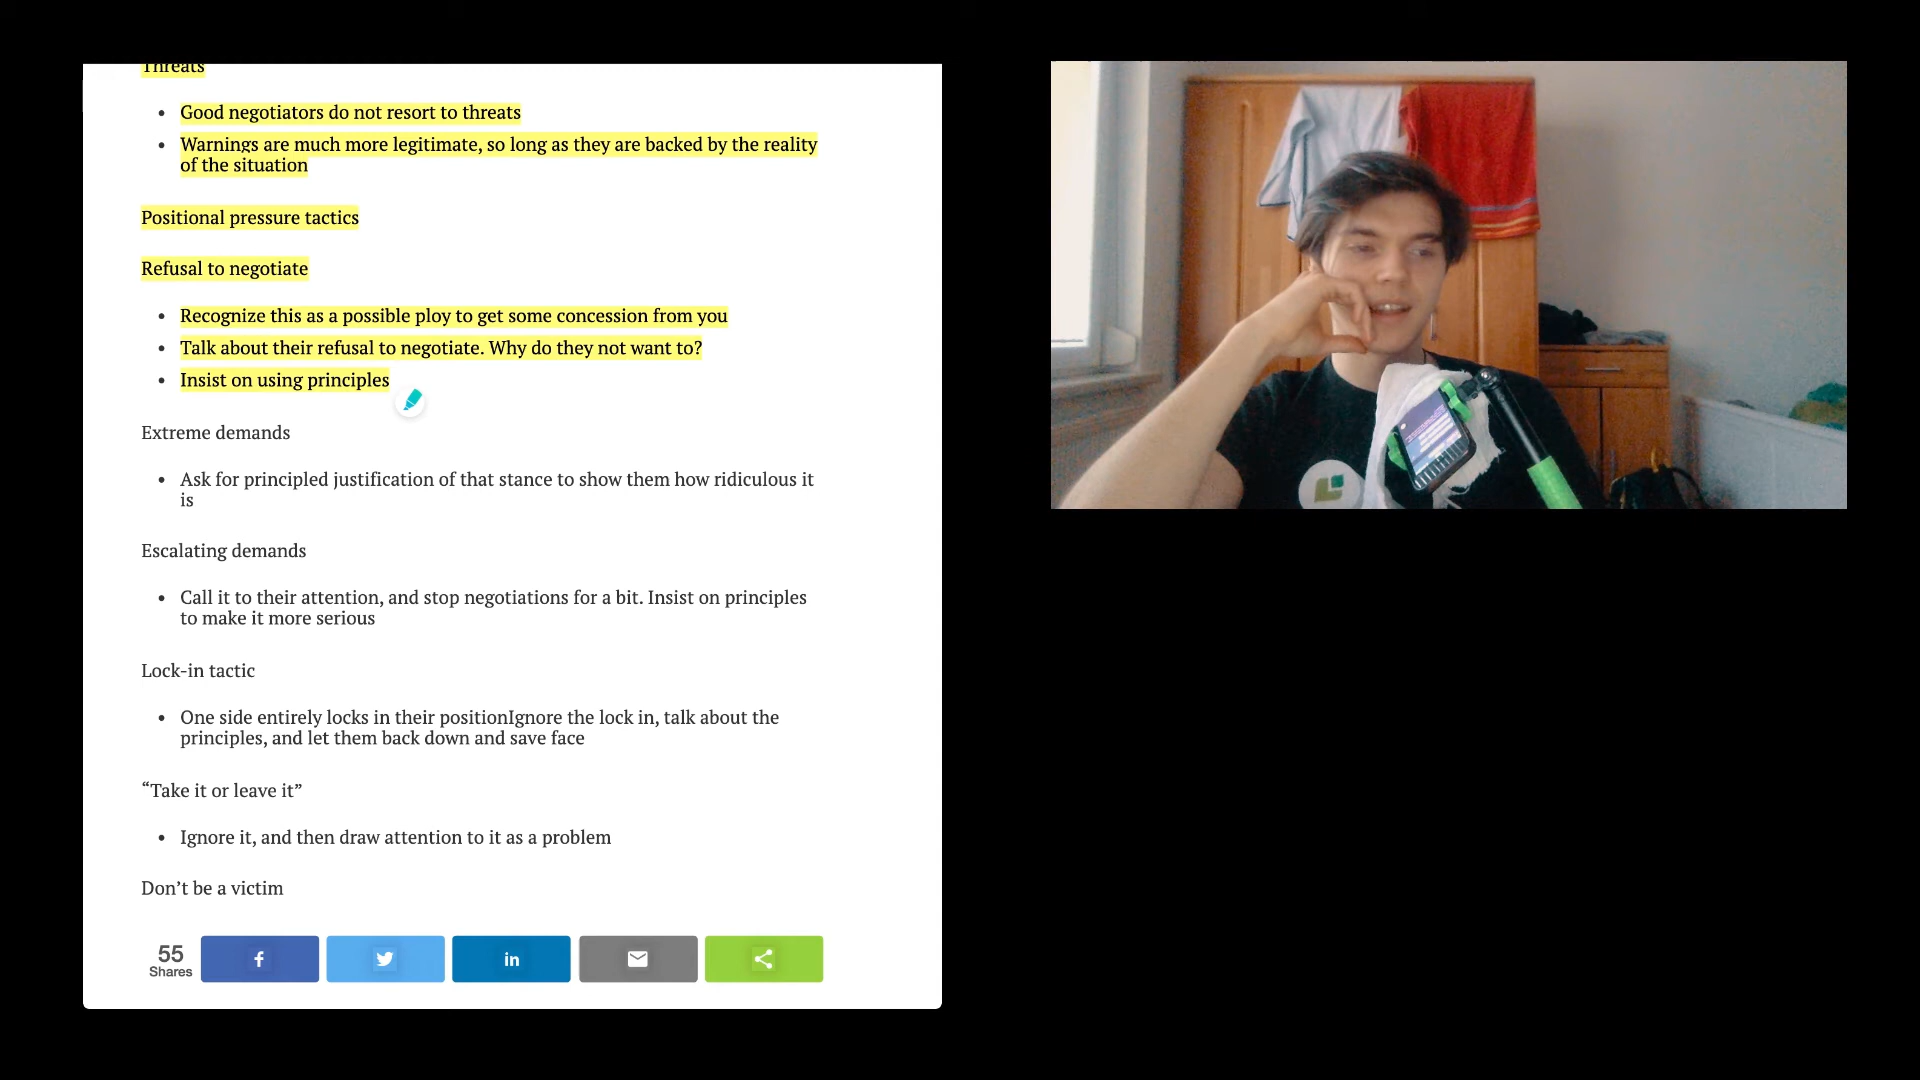 Threats
• Good negotiators do not resort to threats
• Warnings are much more legitimate, so long as they are backed by the reality
of the situation
Positional pressure tactics
Refusal to negotiate
• Recognize this as a possible ploy to get some concession from you
• Talk about their refusal to negotiate. Why do they not want to?
• Insist on using principles
Extreme demands
• Ask for principled justification of that stance to show them how ridiculous it
is
Escalating demands
• Call it to their attention, and stop negotiations for a bit. Insist on principles
to make it more serious
Lock-in tactic
• One side entirely locks in their positionIgnore the lock in, talk about the
principles, and let them back down and save face
“Take it or leave it”
• Ignore it, and then draw attention to it as a problem
Don’t be a victim
55
Shares
f
in